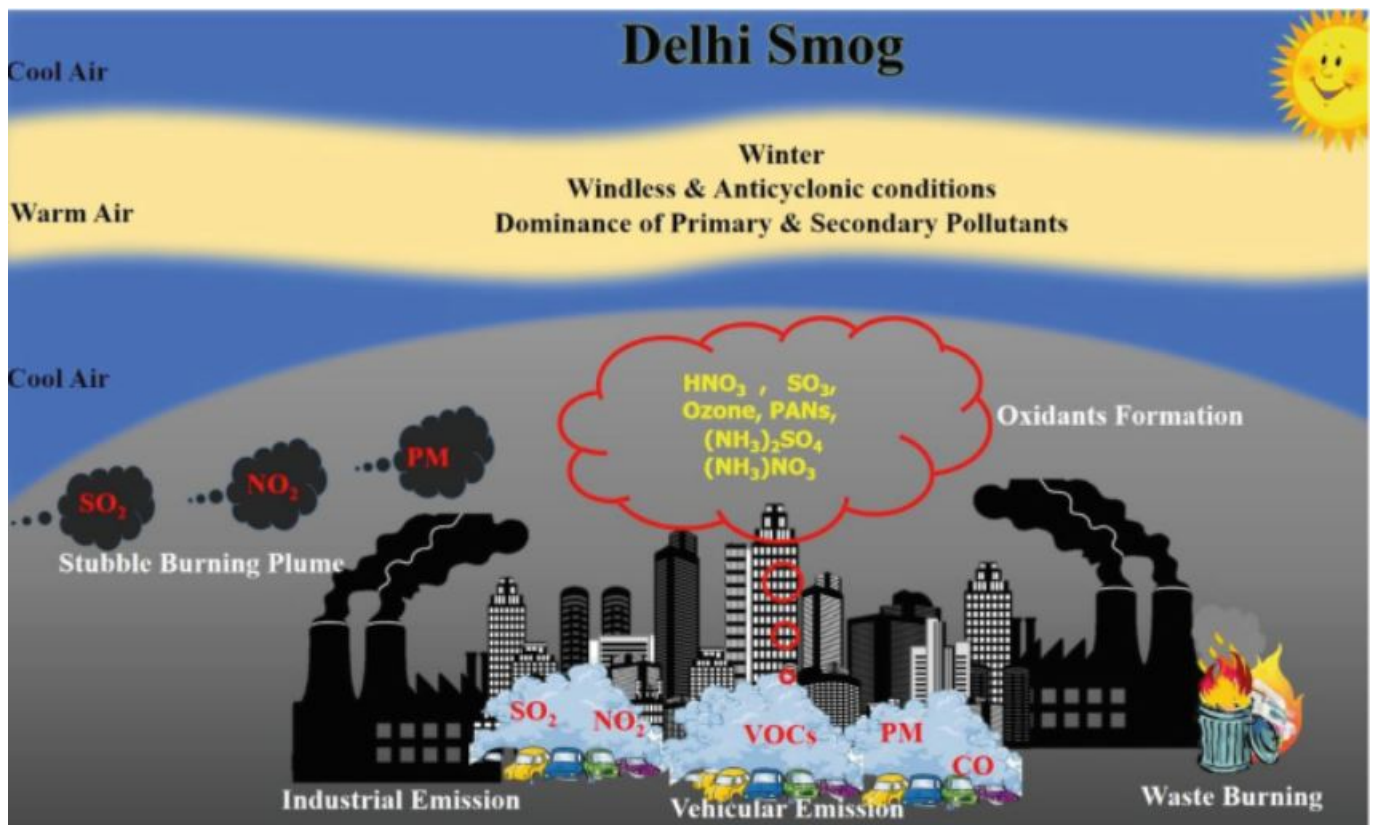 Delhi Smog
Cool Air
Winter
Windless & Anticyclonic conditions
Warm Air
Dominance of Primary & Secondary Pollutants
Cool Air
HNO₃ , SO₃,
Ozone, PANs,
(NH₃)₂SO₄
(NH₃)NO₃
Oxidants Formation
PM
NO₂
SO₂
Stubble Burning Plume
SO₂
NO₂
VOCs
PM
CO
Industrial Emission
Vehicular Emission
Waste Burning